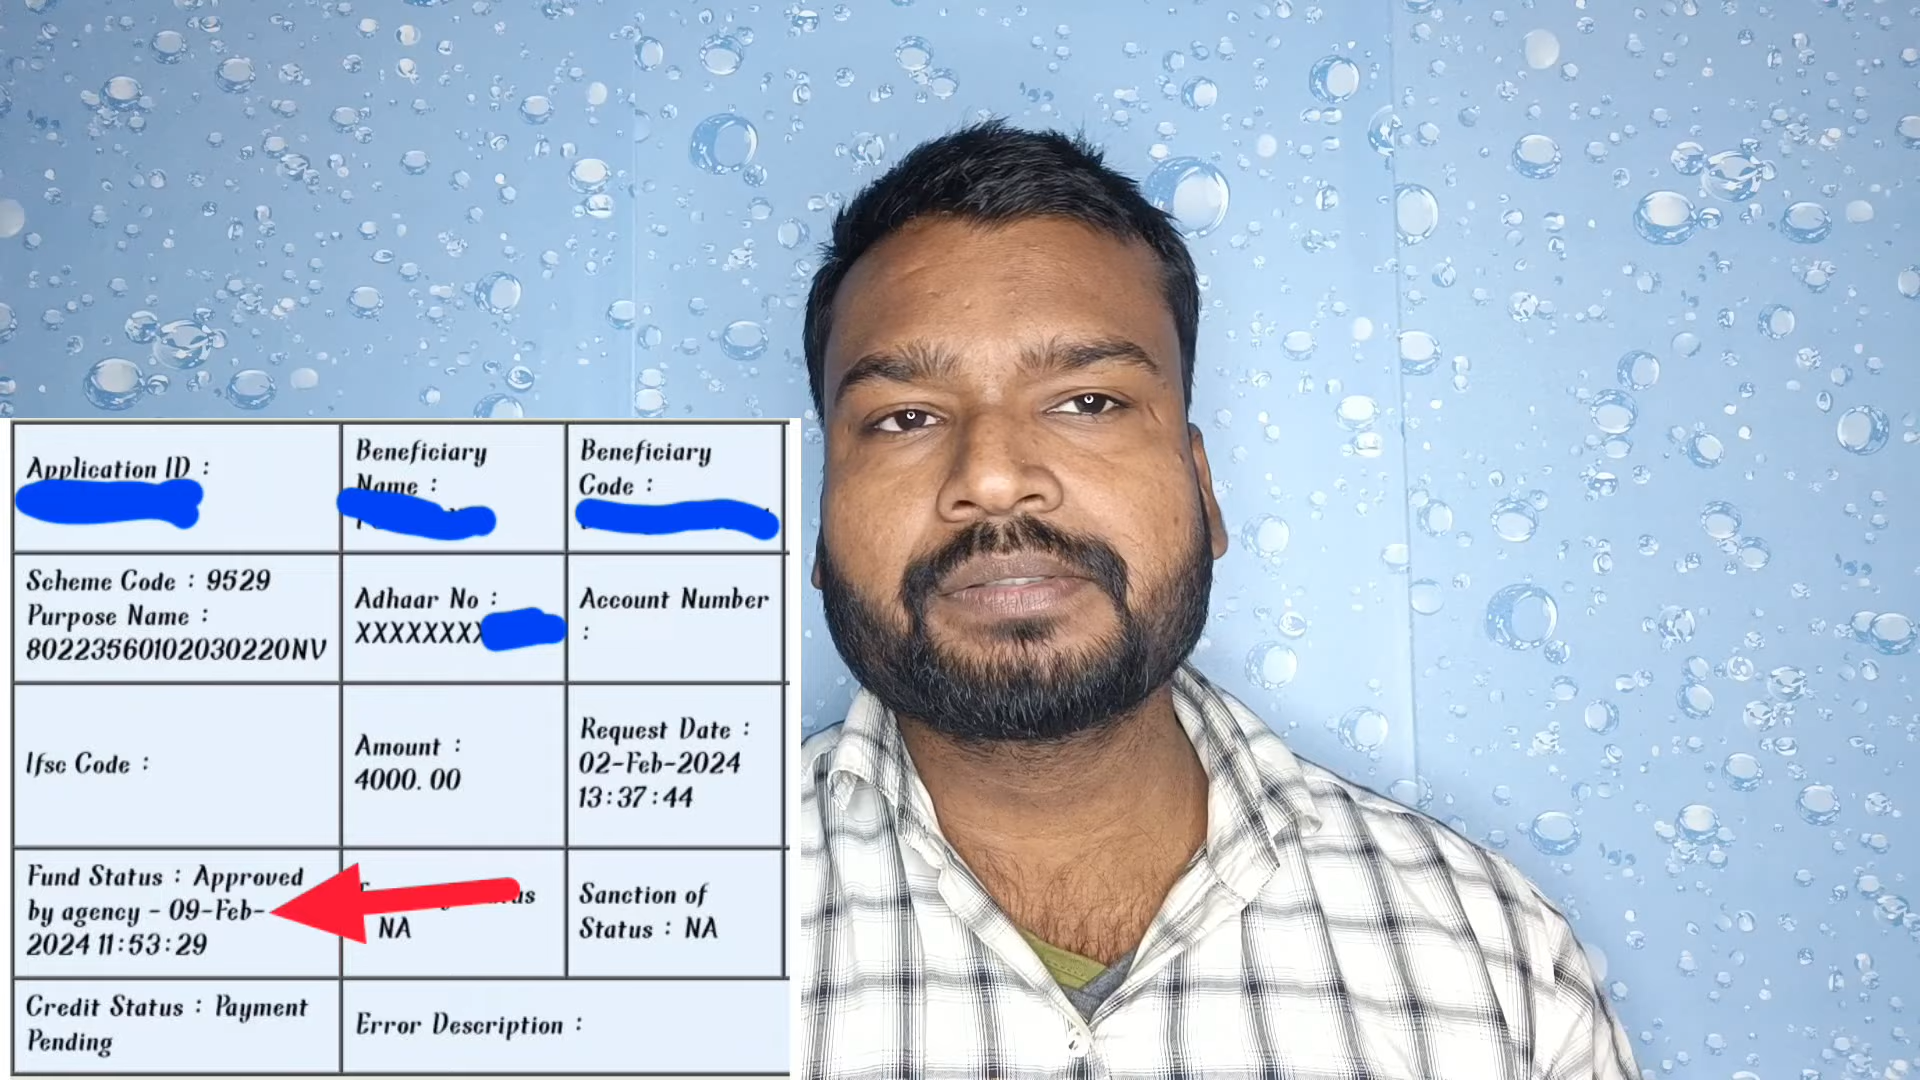 Application ID :
Beneficiary
Name :
Beneficiary
Code :
Scheme Code : 9529
Purpose Name :
80223560102030220NV
Adhaar No :
XXXXXXXX
Account Number
:
Ifsc Code :
Amount :
4000.00
Request Date :
02-Feb-2024
13:37:44
Fund Status : Approved
by agency - 09-Feb-
2024 11:53:29
NA
Sanction of
Status : NA
Credit Status : Payment
Pending
Error Description :